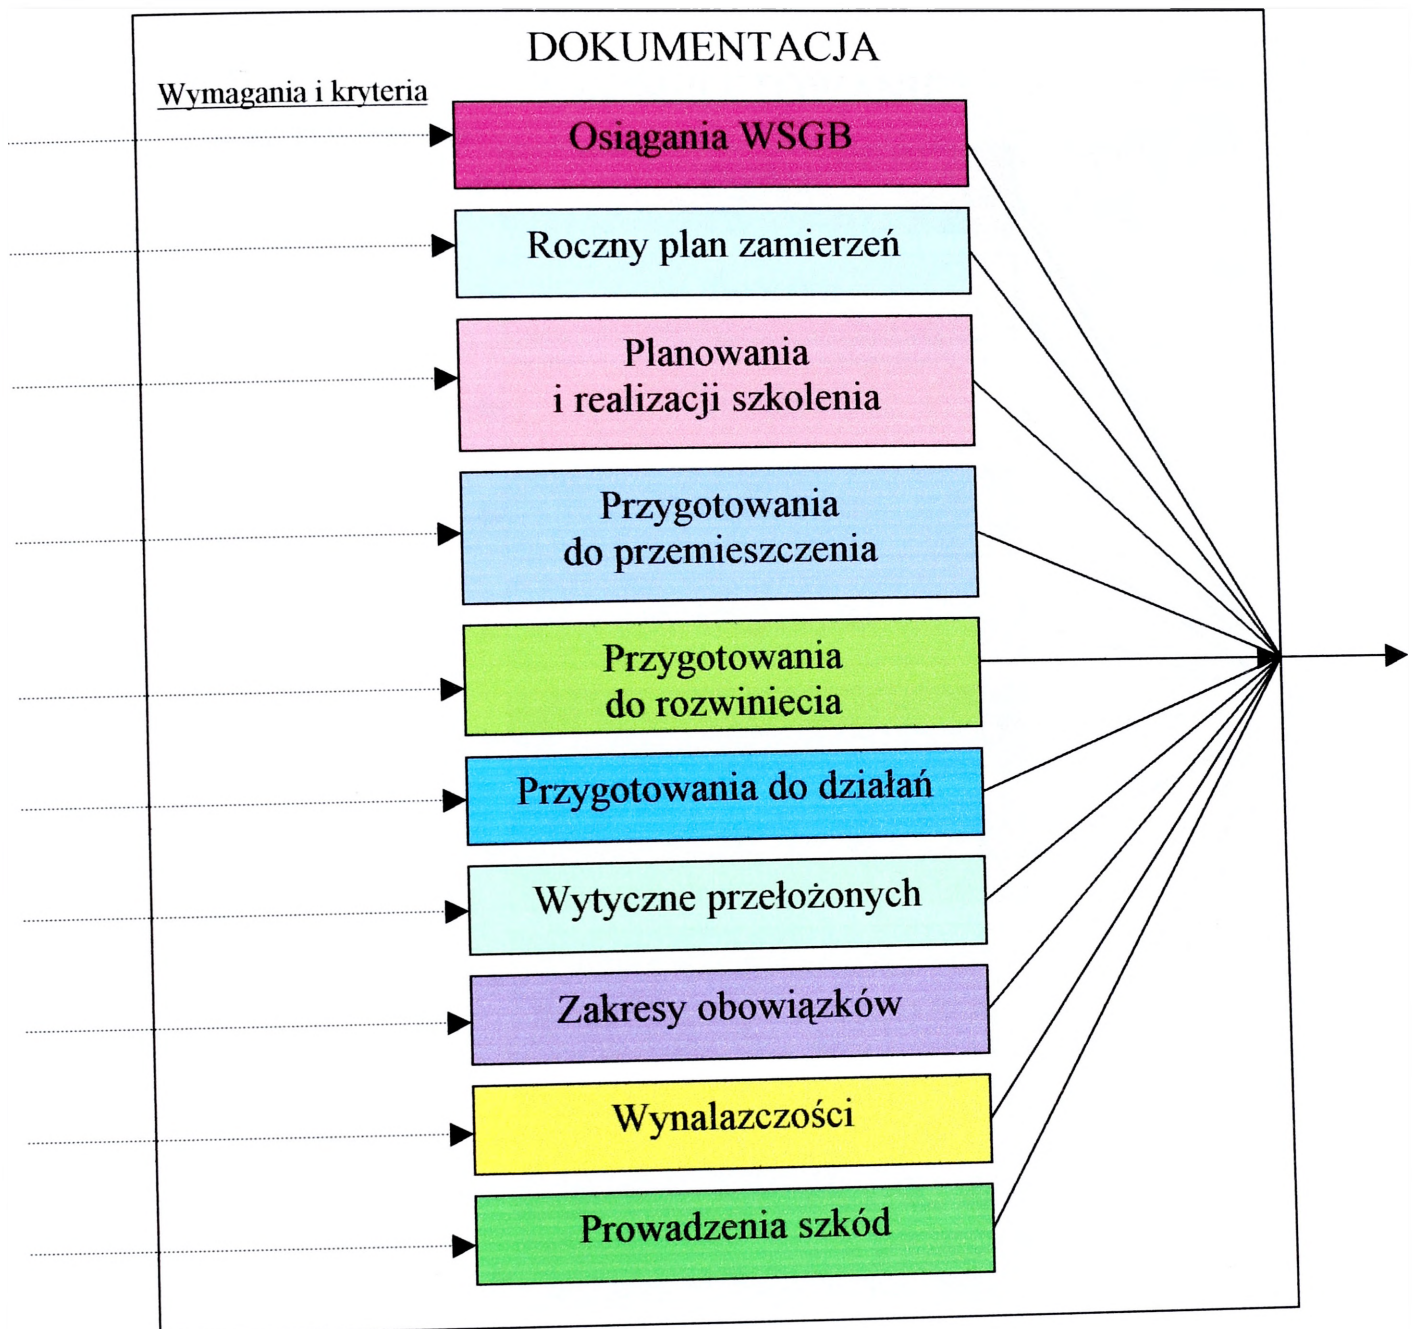 DOKUMENTACJA
Wymagania i kryteria
Osiągania WSGB
Roczny plan zamierzeń
Planowania
i realizacji szkolenia
Przygotowania
do przemieszczenia
Przygotowania
do rozwiniecia
Przygotowania do działań
Wytyczne przełożonych
Zakresy obowiązków
Wynalazczości
Prowadzenia szkód